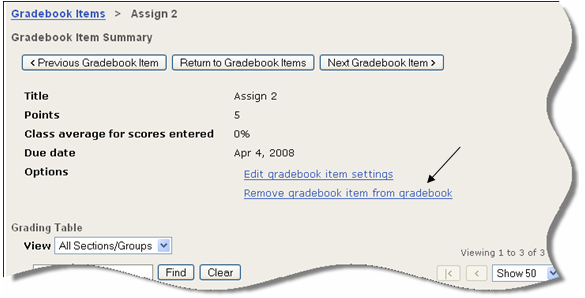 Gradebook Items > Assign 2
Gradebook Item Summary
< Previous Gradebook Item Return to Gradebook Items Next Gradebook Item >
Title Assign 2
Points 5
Class average for scores entered 0%
Due date Apr 4, 2008
Options Edit gradebook item settings
Remove gradebook item from gradebook
Grading Table
View All Sections/Groups
Viewing 1 to 3 of 3
Find Clear |< < Show 50